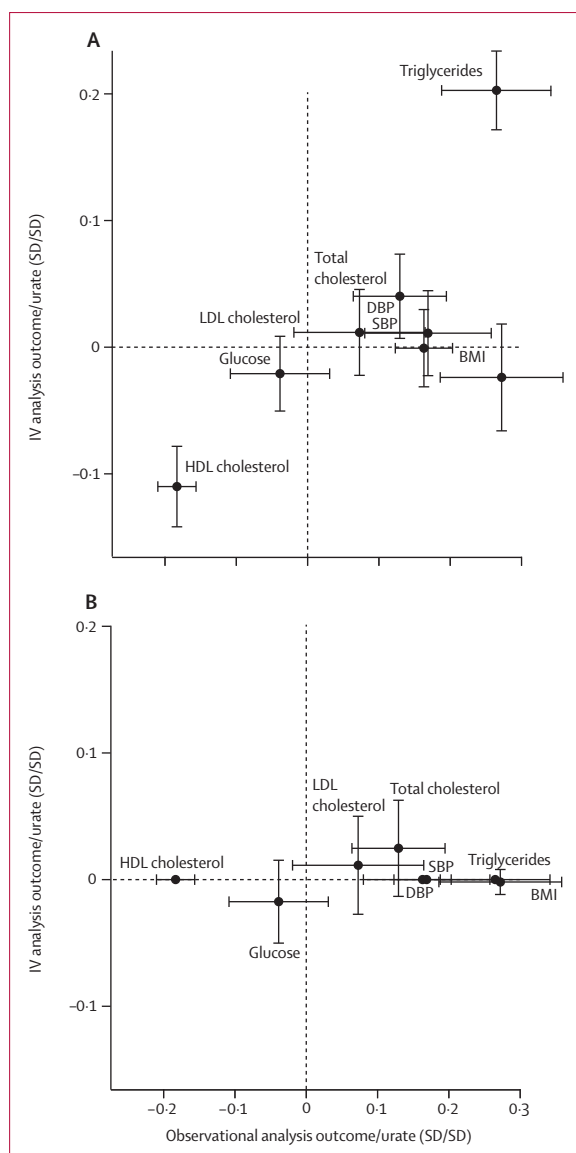 A
0·2
0·1
0
–0·1
IV analysis outcome/urate (SD/SD)
Triglycerides
Total
cholesterol
DBP
LDL cholesterol
SBP
Glucose
BMI
HDL cholesterol
B
0·2
0·1
0
–0·1
IV analysis outcome/urate (SD/SD)
LDL
cholesterol
Total cholesterol
HDL cholesterol
SBP
Triglycerides
DBP
BMI
Glucose
–0·2
–0·1
0
0·1
0·2
0·3
Observational analysis outcome/urate (SD/SD)